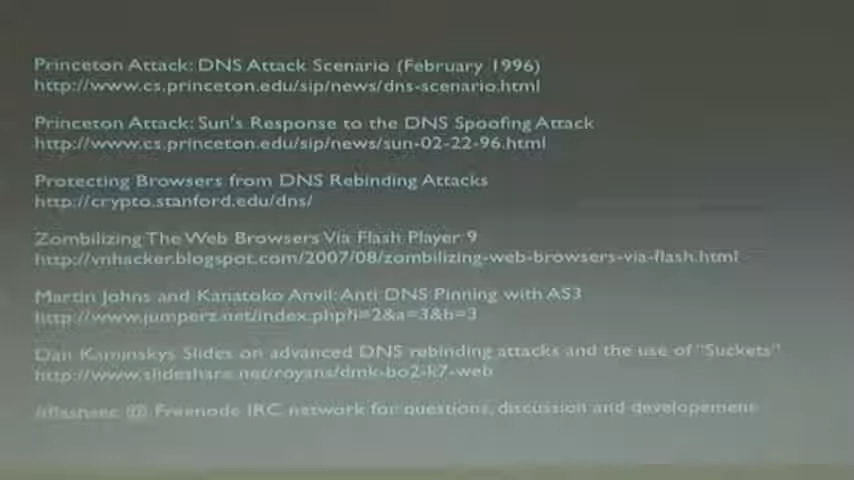 Princeton Attack: DNS Attack Scenario (February 1996)
http://www.cs.princeton.edu/sip/news/dns-scenario.html
Princeton Attack: Sun's Response to the DNS Spoofing Attack
http://www.cs.princeton.edu/sip/news/sun-02-22-96.html
Protecting Browsers from DNS Rebinding Attacks
http://crypto.stanford.edu/dns/
Zombilizing The Web Browsers Via Flash Player 9
http://vnhacker.blogspot.com/2007/08/zombilizing-web-browsers-via-flash.html
Martin Johns and Kanatoko Anvil: Anti DNS Pinning with AS3
http://www.jumperz.net/index.php?i=2&a=3&b=3
Dan Kaminskys Slides on advanced DNS rebinding attacks and the use of "Suckets"
http://www.slideshare.net/royans/dmk-bo2-k7-web
#flashsec @ Freenode IRC network for questions, discussion and developement